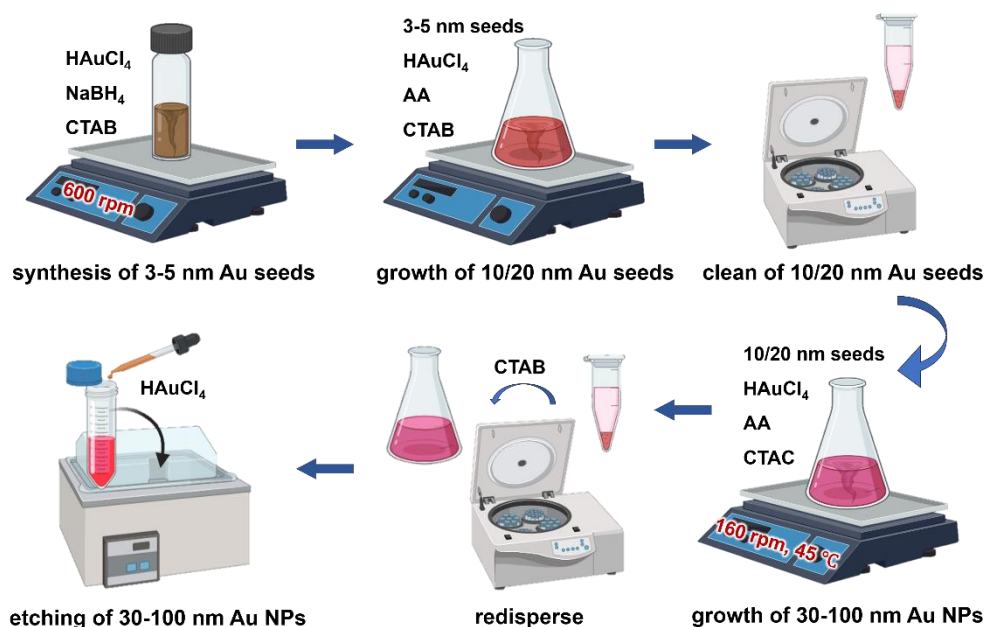 HAuCl₄
NaBH₄
CTAB
600 rpm
synthesis of 3-5 nm Au seeds
3-5 nm seeds
HAuCl₄
AA
CTAB
growth of 10/20 nm Au seeds
clean of 10/20 nm Au seeds
10/20 nm seeds
HAuCl₄
AA
CTAC
160 rpm, 45 ℃
growth of 30-100 nm Au NPs
CTAB
redisperse
HAuCl₄
etching of 30-100 nm Au NPs